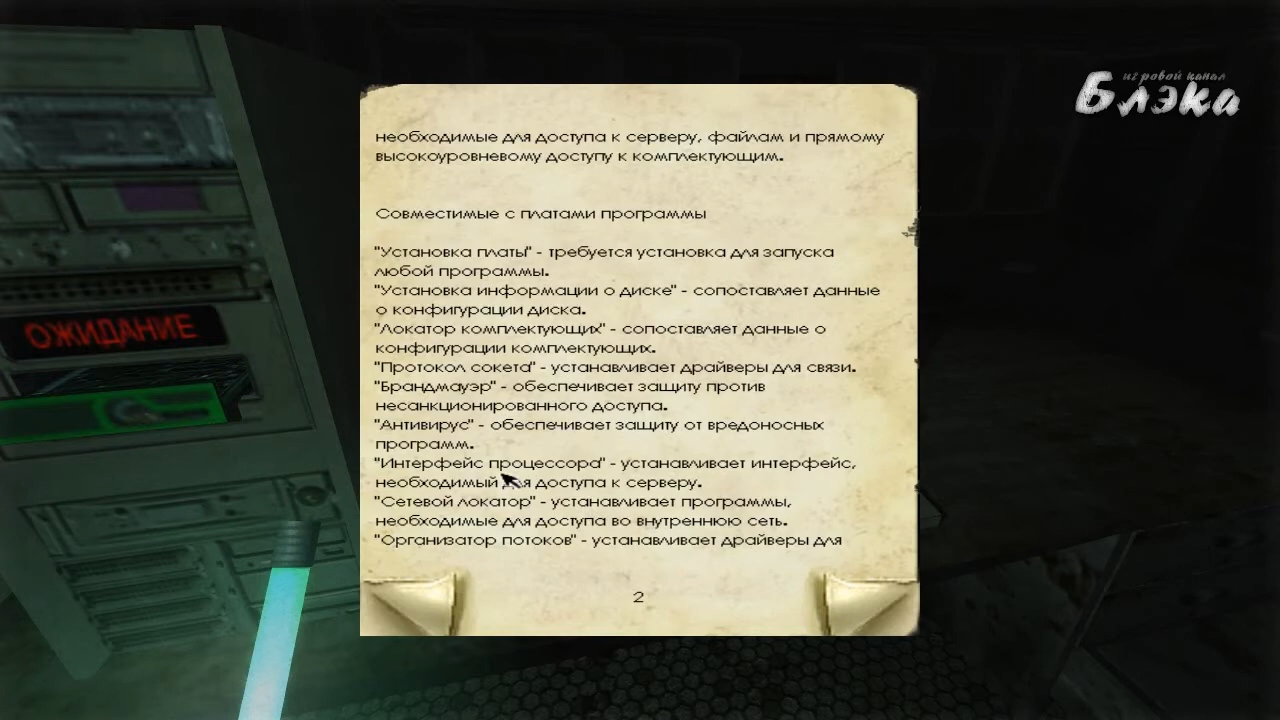 игровой канал
Блэка
необходимые для доступа к серверу, файлам и прямому
высокоуровневому доступу к комплектующим.
Совместимые с платами программы
"Установка платы" - требуется установка для запуска
любой программы.
"Установка информации о диске" - сопоставляет данные
о конфигурации диска.
"Локатор комплектующих" - сопоставляет данные о
конфигурации комплектующих.
"Протокол сокета" - устанавливает драйверы для связи.
"Брандмауэр" - обеспечивает защиту против
несанкционированного доступа.
"Антивирус" - обеспечивает защиту от вредоносных
программ.
"Интерфейс процессора" - устанавливает интерфейс,
необходимый для доступа к серверу.
"Сетевой локатор" - устанавливает программы,
необходимые для доступа во внутреннюю сеть.
"Организатор потоков" - устанавливает драйверы для
2
ОЖИДАНИЕ